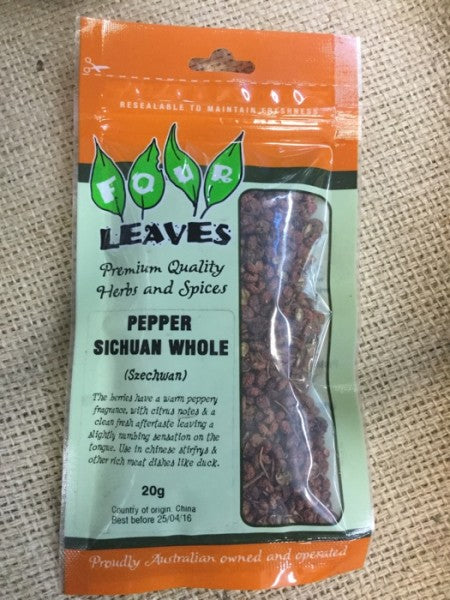 RESEALABLE TO MAINTAIN FRESHNESS
FOUR
LEAVES
Premium Quality
Herbs and Spices
PEPPER
SICHUAN WHOLE
(Szechwan)
The berries have a warm peppery
fragrance, with citrus notes & a
clean fresh aftertaste leaving a
slightly numbing sensation on the
tongue. Use in chinese stirfrys &
other rich meat dishes like duck.
20g
Country of origin. China
Best before 25/04/16
Proudly Australian owned and operated